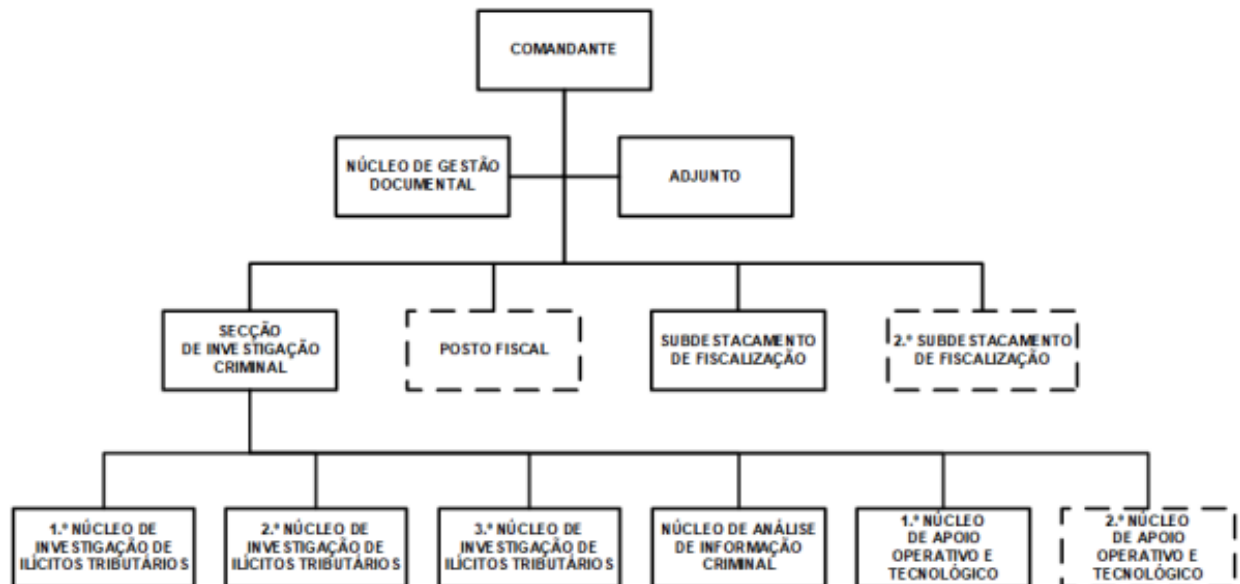 COMANDANTE
NÚCLEO DE GESTÃO
DOCUMENTAL
ADJUNTO
SECÇÃO
DE INVESTIGAÇÃO
CRIMINAL
POSTO FISCAL
SUBDESTACAMENTO
DE FISCALIZAÇÃO
2.º SUBDESTACAMENTO
DE FISCALIZAÇÃO
1.º NÚCLEO DE
INVESTIGAÇÃO DE
ILÍCITOS TRIBUTÁRIOS
2.º NÚCLEO DE
INVESTIGAÇÃO DE
ILÍCITOS TRIBUTÁRIOS
3.º NÚCLEO DE
INVESTIGAÇÃO DE
ILÍCITOS TRIBUTÁRIOS
NÚCLEO DE ANÁLISE
DE INFORMAÇÃO
CRIMINAL
1.º NÚCLEO
DE APOIO
OPERATIVO E
TECNOLÓGICO
2.º NÚCLEO
DE APOIO
OPERATIVO E
TECNOLÓGICO